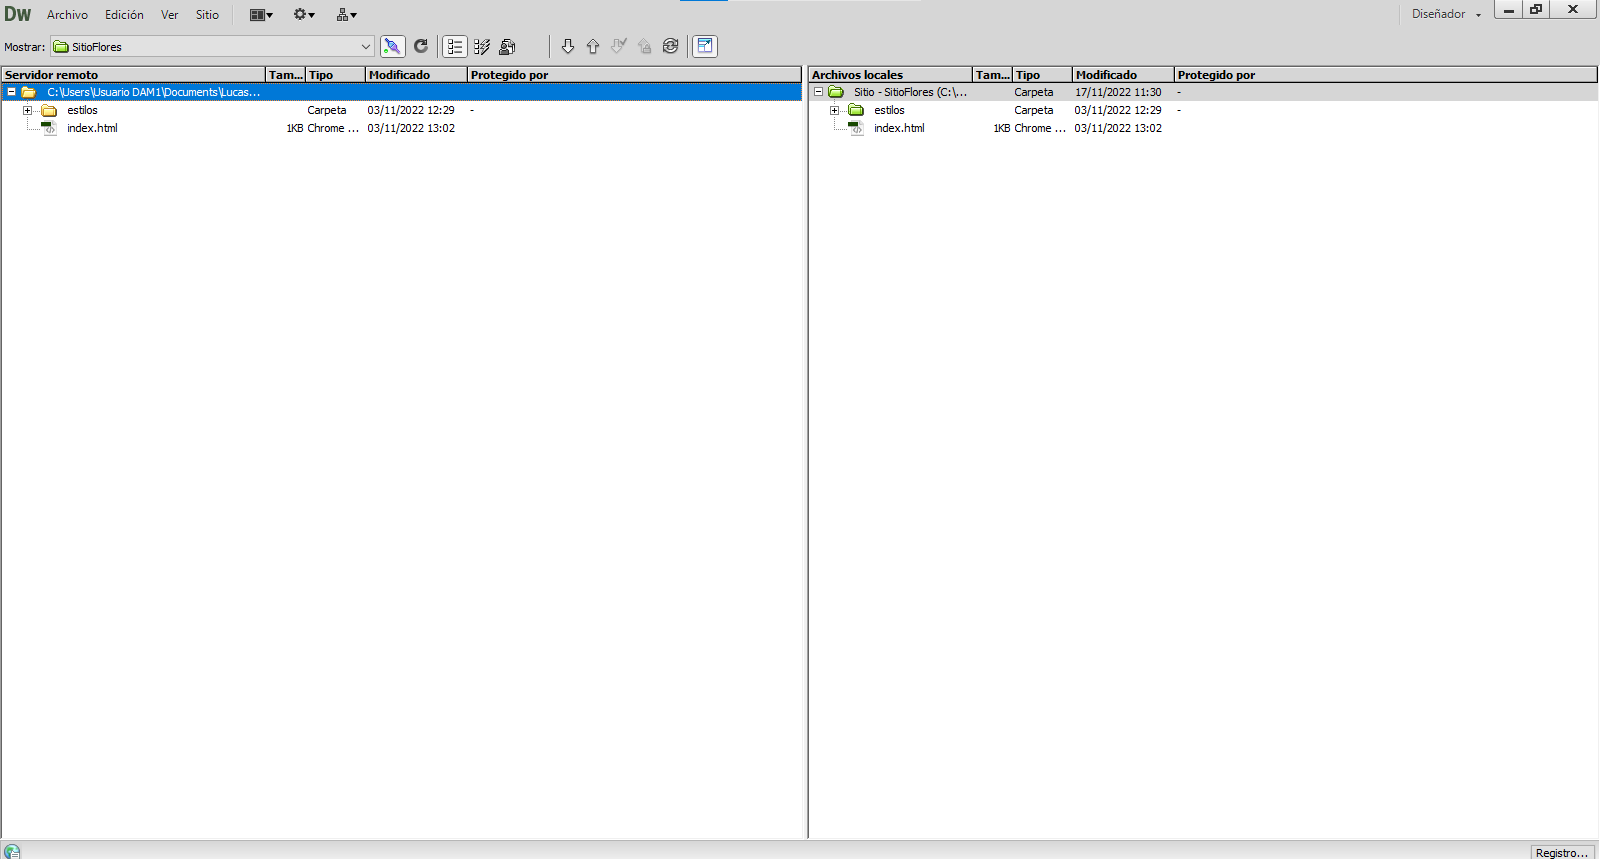 Dw Archivo Edición Ver Sitio Diseñador
Mostrar: SitioFlores
Servidor remoto Tam... Tipo Modificado Protegido por
C:\Users\Usuario DAM1\Documents\Lucas...
estilos Carpeta 03/11/2022 12:29 -
index.html 1KB Chrome ... 03/11/2022 13:02
Archivos locales Tam... Tipo Modificado Protegido por
Sitio - SitioFlores (C:\... Carpeta 17/11/2022 11:30 -
estilos Carpeta 03/11/2022 12:29 -
index.html 1KB Chrome ... 03/11/2022 13:02
Registro...